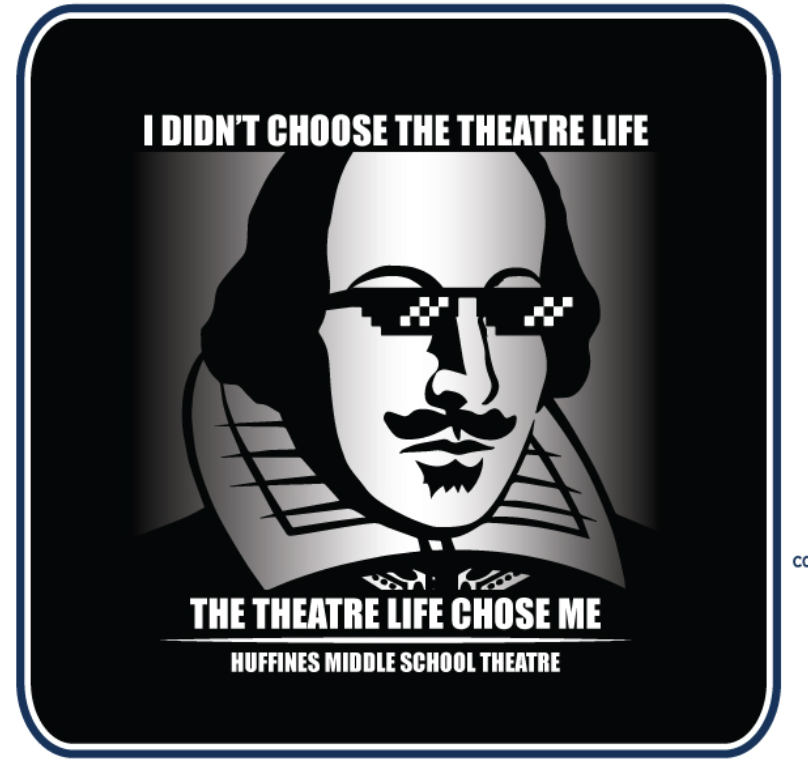 I DIDN'T CHOOSE THE THEATRE LIFE
THE THEATRE LIFE CHOSE ME
HUFFINES MIDDLE SCHOOL THEATRE